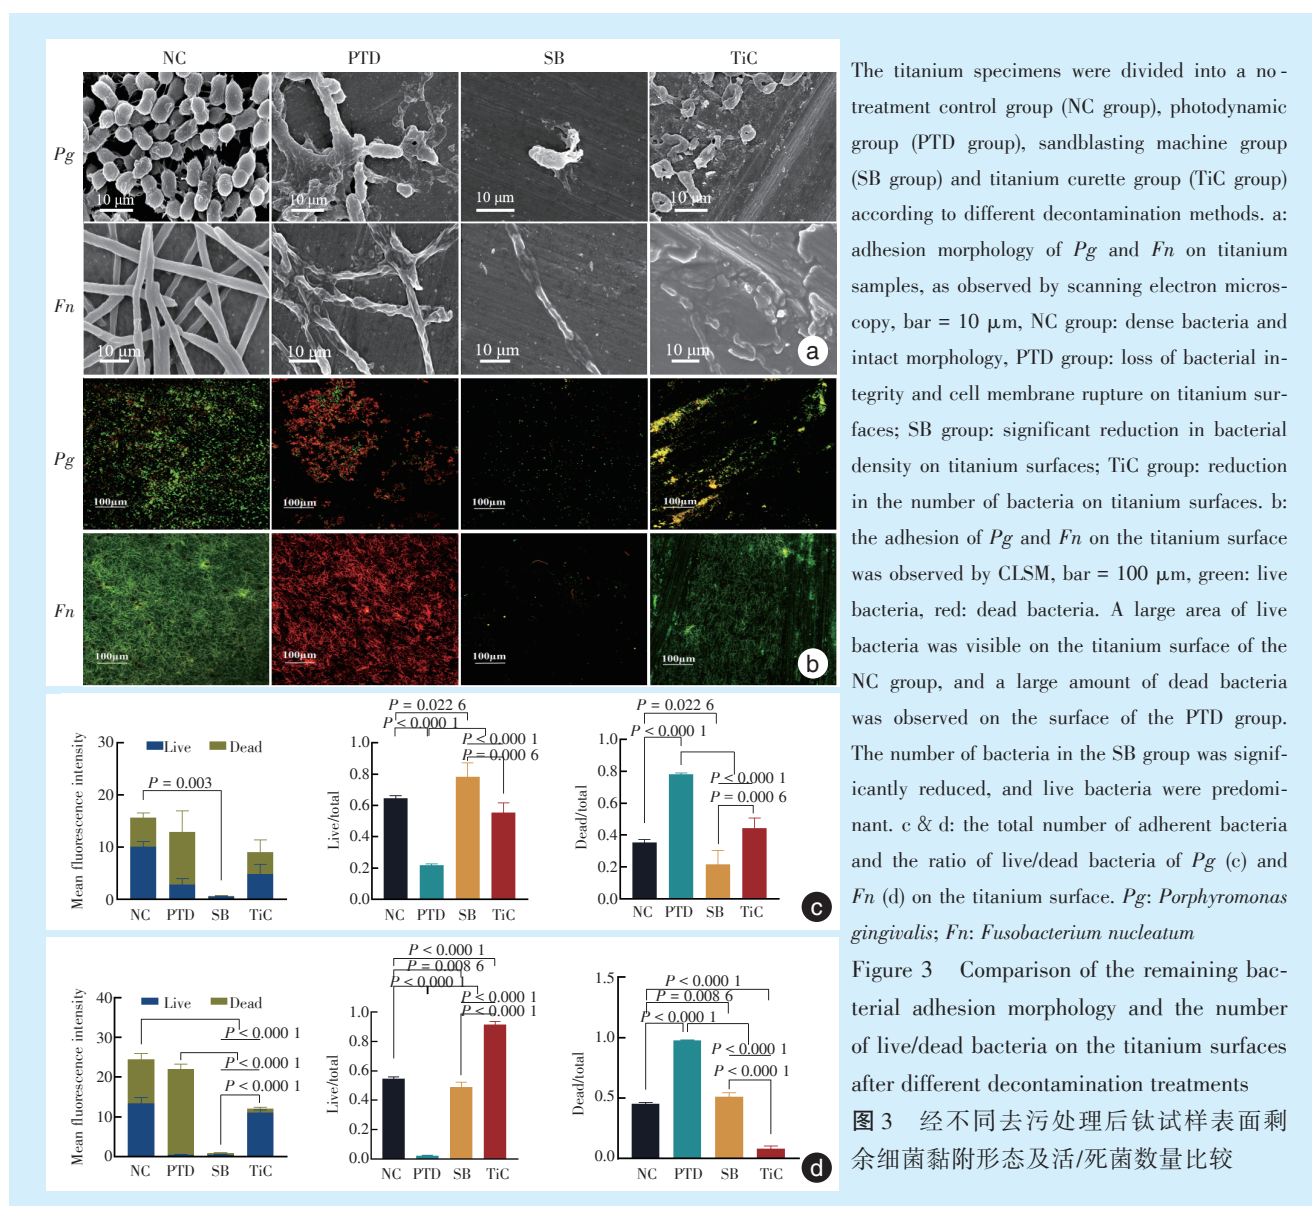 NC PTD SB TiC
Pg
10 μm 10 μm 10 μm 10 μm
Fn
10 μm 10 μm 10 μm 10 μm
a
Pg
100μm 100μm 100μm 100μm
Fn
100μm 100μm 100μm 100μm
b
Mean fluorescence intensity
30
20
10
0
Live Dead
P = 0.003
NC PTD SB TiC
Live/total
1.0
0.8
0.6
0.4
0.2
0.0
P = 0.022 6
P < 0.000 1
P < 0.000 1
P = 0.000 6
NC PTD SB TiC
Dead/total
1.0
0.8
0.6
0.4
0.2
0.0
P = 0.022 6
P < 0.000 1
P < 0.000 1
P = 0.000 6
NC PTD SB TiC
c
Mean fluorescence intensity
40
30
20
10
0
Live Dead
P < 0.000 1
P < 0.000 1
P < 0.000 1
NC PTD SB TiC
Live/total
1.0
0.8
0.6
0.4
0.2
0.0
P < 0.000 1
P = 0.008 6
P < 0.000 1
P < 0.000 1
P < 0.000 1
NC PTD SB TiC
Dead/total
1.5
1.0
0.5
0.0
P < 0.000 1
P = 0.008 6
P < 0.000 1
P < 0.000 1
P < 0.000 1
NC PTD SB TiC
d
The titanium specimens were divided into a no-
treatment control group (NC group), photodynamic
group (PTD group), sandblasting machine group
(SB group) and titanium curette group (TiC group)
according to different decontamination methods. a:
adhesion morphology of Pg and Fn on titanium
samples, as observed by scanning electron micros-
copy, bar = 10 μm, NC group: dense bacteria and
intact morphology, PTD group: loss of bacterial in-
tegrity and cell membrane rupture on titanium sur-
faces; SB group: significant reduction in bacterial
density on titanium surfaces; TiC group: reduction
in the number of bacteria on titanium surfaces. b:
the adhesion of Pg and Fn on the titanium surface
was observed by CLSM, bar = 100 μm, green: live
bacteria, red: dead bacteria. A large area of live
bacteria was visible on the titanium surface of the
NC group, and a large amount of dead bacteria
was observed on the surface of the PTD group.
The number of bacteria in the SB group was signif-
icantly reduced, and live bacteria were predomi-
nant. c & d: the total number of adherent bacteria
and the ratio of live/dead bacteria of Pg (c) and
Fn (d) on the titanium surface. Pg: Porphyromonas
gingivalis; Fn: Fusobacterium nucleatum
Figure 3 Comparison of the remaining bac-
terial adhesion morphology and the number
of live/dead bacteria on the titanium surfaces
after different decontamination treatments
图 3 经不同去污处理后钛试样表面剩
余细菌黏附形态及活/死菌数量比较